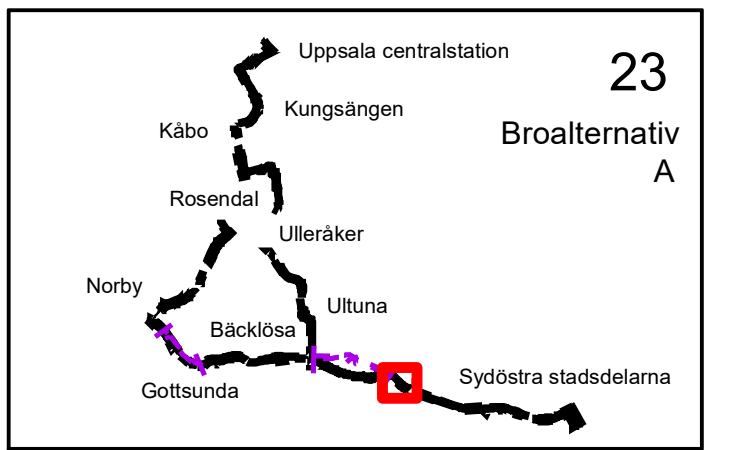 Uppsala centralstation
23
Kungsängen
Kåbo
Broalternativ
A
Rosendal
Ulleråker
Norby
Ultuna
Bäcklösa
Sydöstra stadsdelarna
Gottsunda